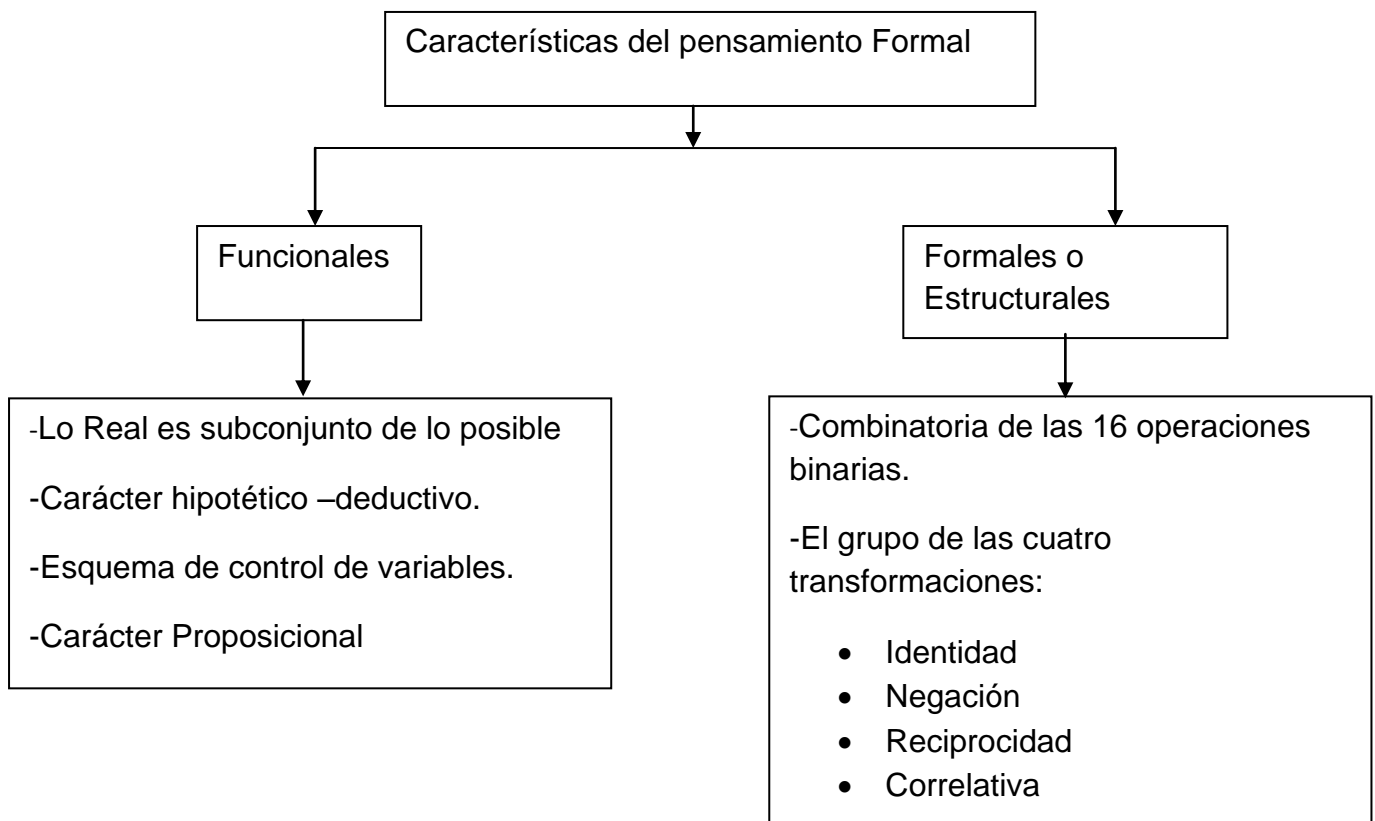 Características del pensamiento Formal
Funcionales
Formales o
Estructurales
-Lo Real es subconjunto de lo posible
-Carácter hipotético –deductivo.
-Esquema de control de variables.
-Carácter Proposicional
-Combinatoria de las 16 operaciones
binarias.
-El grupo de las cuatro
transformaciones:
• Identidad
• Negación
• Reciprocidad
• Correlativa